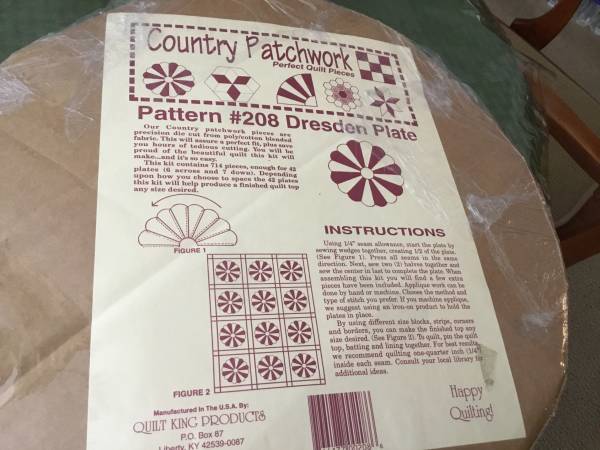 Country Patchwork
Perfect Quilt Pieces
Pattern #208 Dresden Plate
Our Country patchwork pieces are
precision die cut from poly/cotton blended
fabric. This will assure a perfect fit, plus save
you hours of tedious cutting. You will be
proud of the beautiful quilt this kit will
make...and it's so easy.
This kit contains 714 pieces, enough for 42
plates (6 across and 7 down). Depending
upon how you choose to space the 42 plates
this kit will help produce a finished quilt top
any size desired.
FIGURE 1
FIGURE 2
INSTRUCTIONS
Using 1/4" seam allowance, start the plate by
sewing wedges together, creating 1/2 of the plate.
(See Figure 1). Press all seams in the same
direction. Next, sew two (2) halves together and
sew the center in last to complete the plate. When
assembling this kit you will find a few extra
pieces have been included. Applique work can be
done by hand or machine. Choose the method and
type of stitch you prefer. If you machine applique,
we suggest using an iron-on product to hold the
plates in place.
By using different size blocks, strips, corners
and borders, you can make the finished top any
size desired. (See Figure 2). To quilt, pin the quilt
top, batting and lining together. For best results,
we recommend quilting one-quarter inch (1/4")
inside each seam. Consult your local library for
additional ideas.
Happy
Quilting!
Manufactured In The U.S.A. By:
QUILT KING PRODUCTS
P.O. Box 87
Liberty, KY 42539-0087